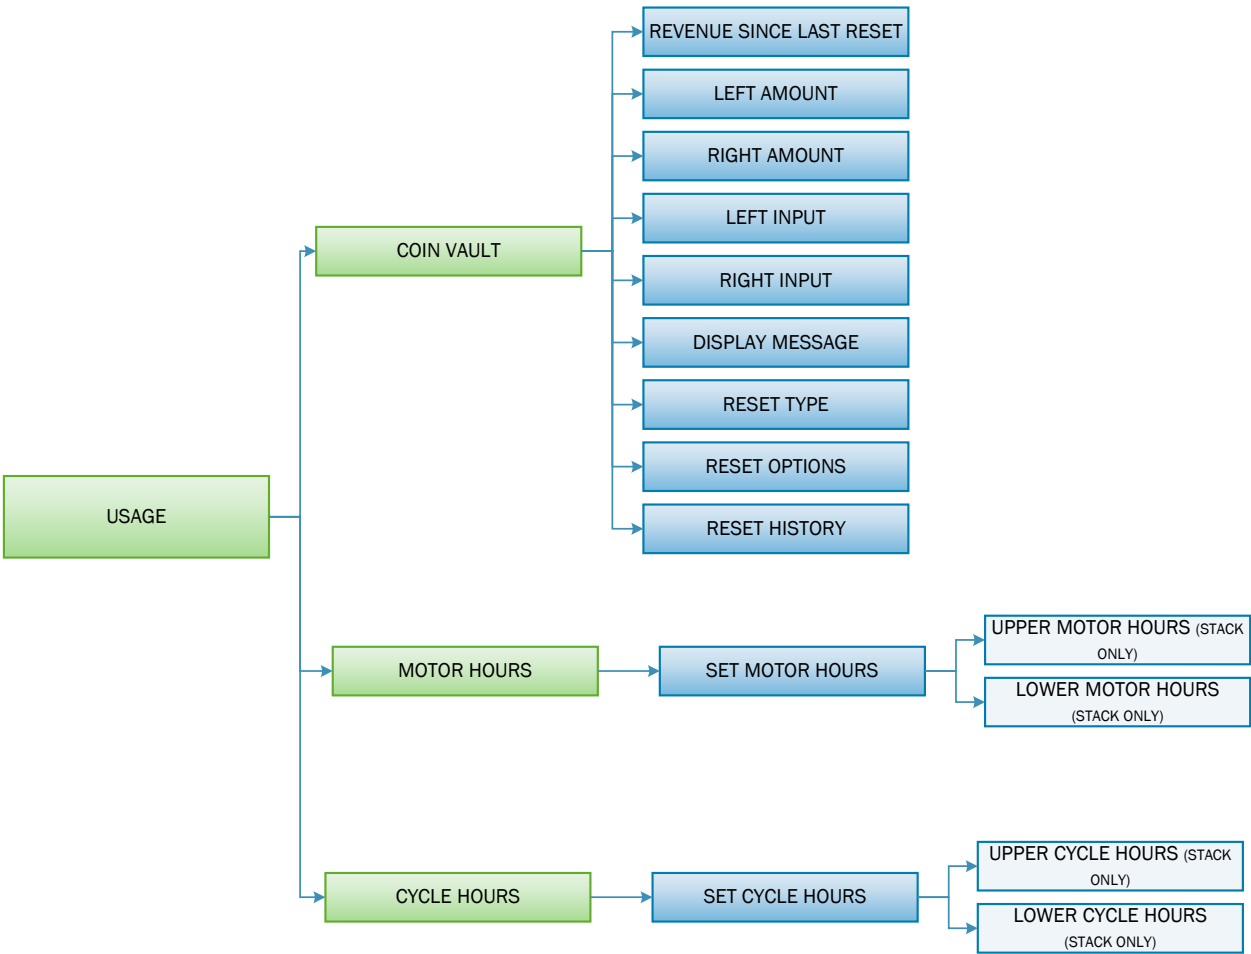 REVENUE SINCE LAST RESET
LEFT AMOUNT
RIGHT AMOUNT
LEFT INPUT
COIN VAULT
RIGHT INPUT
DISPLAY MESSAGE
RESET TYPE
RESET OPTIONS
USAGE
RESET HISTORY
UPPER MOTOR HOURS (STACK
ONLY)
MOTOR HOURS
SET MOTOR HOURS
LOWER MOTOR HOURS
(STACK ONLY)
UPPER CYCLE HOURS (STACK
ONLY)
CYCLE HOURS
SET CYCLE HOURS
LOWER CYCLE HOURS
(STACK ONLY)